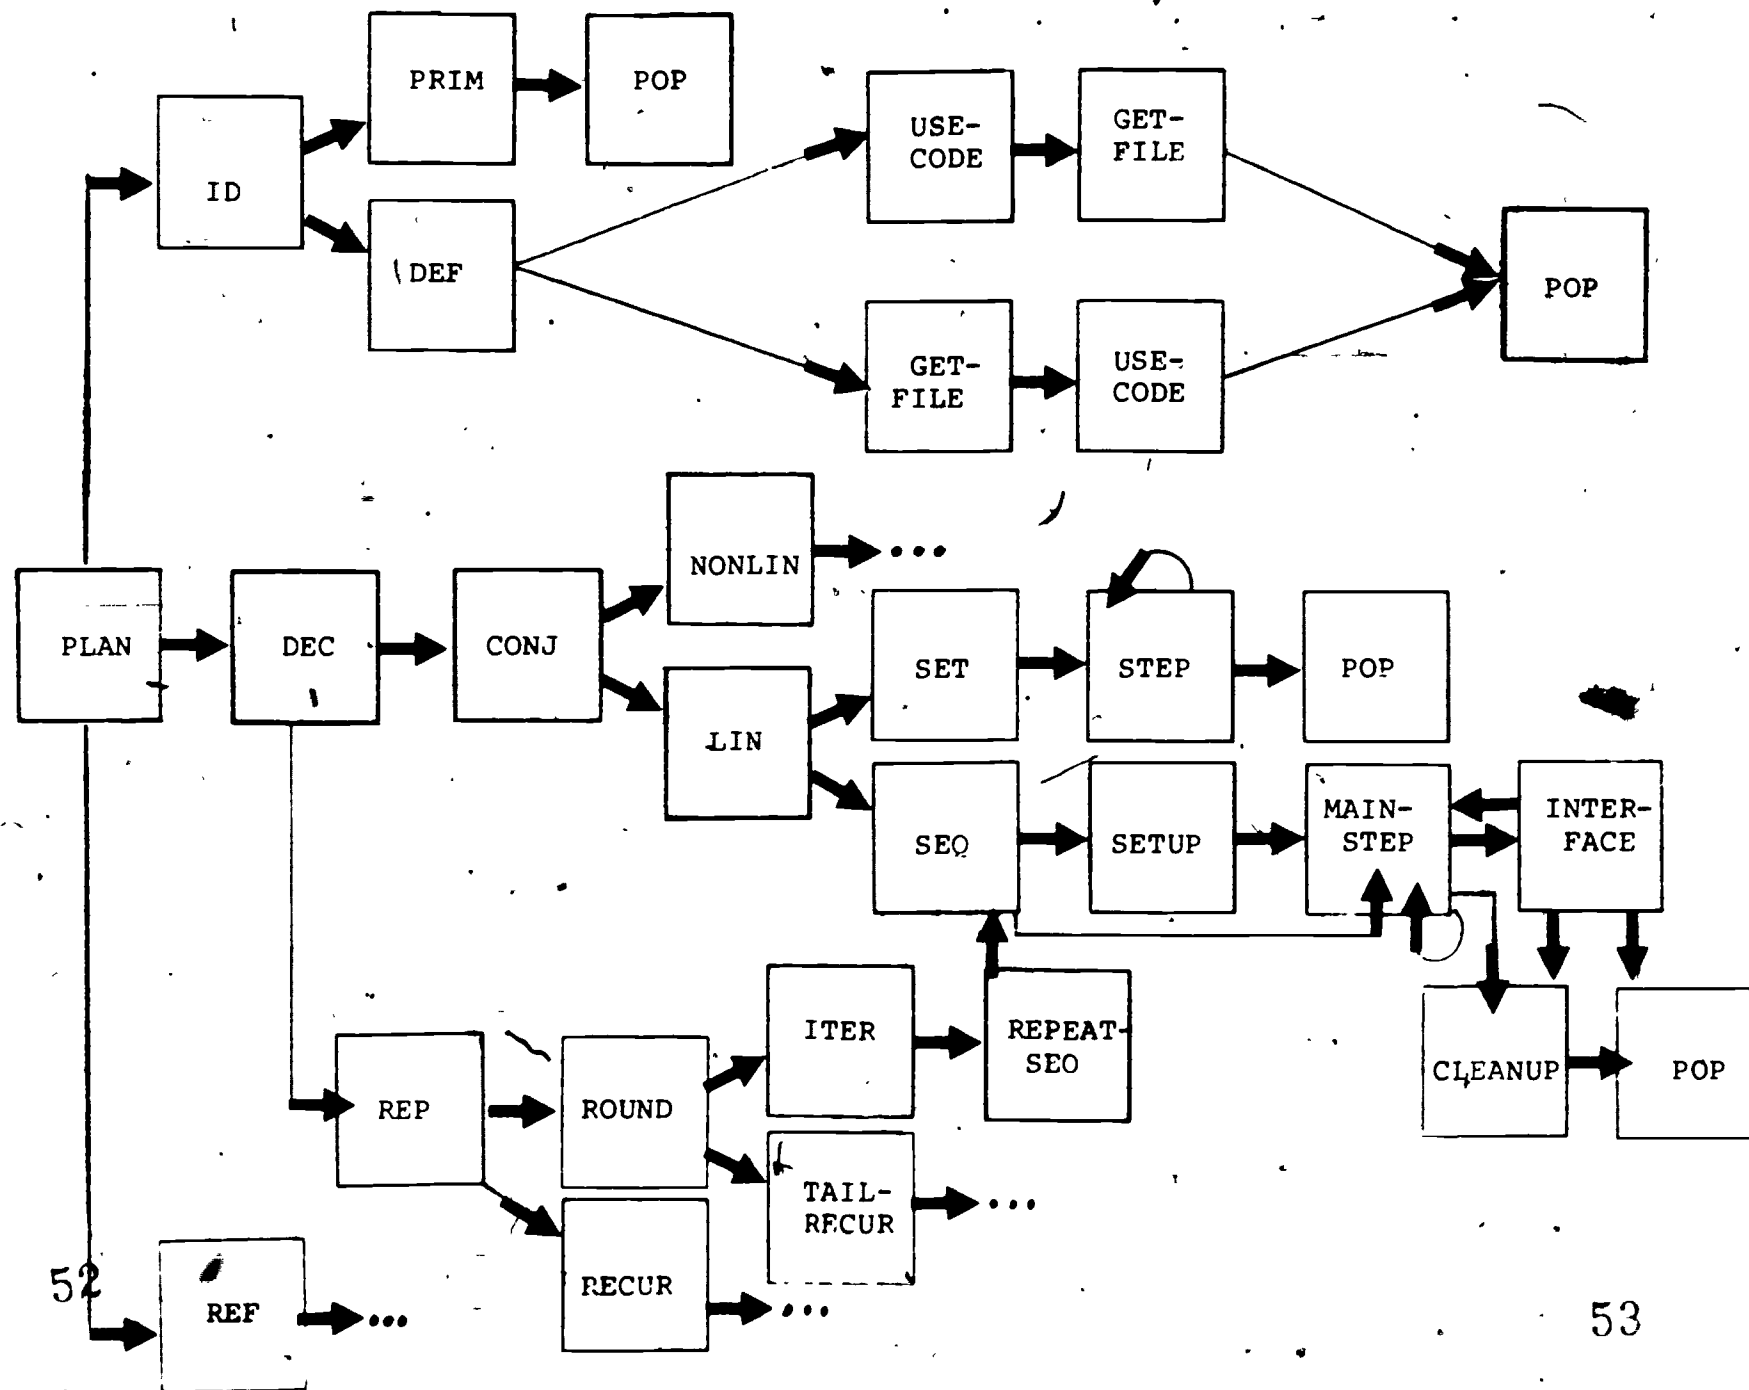 PRIM
POP
ID
DEF
USE-
CODE
GET-
FILE
GET-
FILE
USE-
CODE
POP
PLAN
DEC
CONJ
NONLIN
...
LIN
SET
STEP
POP
SEQ
SETUP
MAIN-
STEP
INTER-
FACE
CLEANUP
POP
REP
ROUND
ITER
REPEAT-
SEQ
TAIL-
RECUR
...
RECUR
...
REF
...
52
53